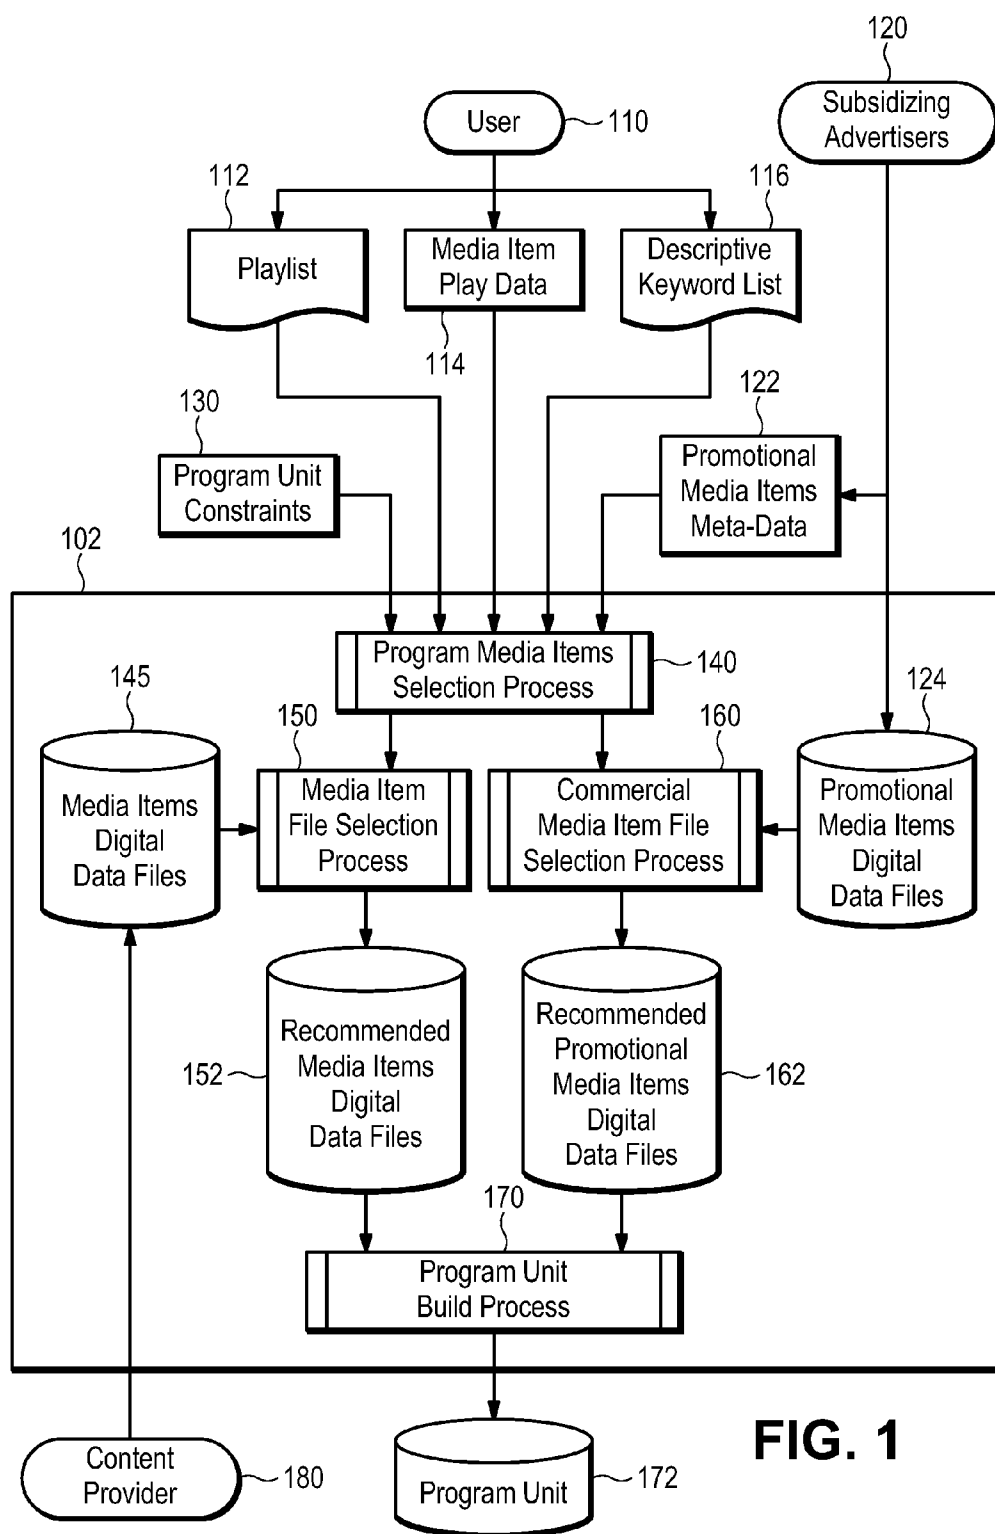 120
Subsidizing
Advertisers
User
110
112
116
Playlist
Media Item
Play Data
Descriptive
Keyword List
114
122
130
Program Unit
Constraints
Promotional
Media Items
Meta-Data
102
Program Media Items
Selection Process
140
145
150
160
124
Media Items
Digital
Data Files
Media Item
File Selection
Process
Commercial
Media Item File
Selection Process
Promotional
Media Items
Digital
Data Files
152
Recommended
Media Items
Digital
Data Files
Recommended
Promotional
Media Items
Digital
Data Files
162
170
Program Unit
Build Process
Content
Provider
180
Program Unit
172
FIG. 1